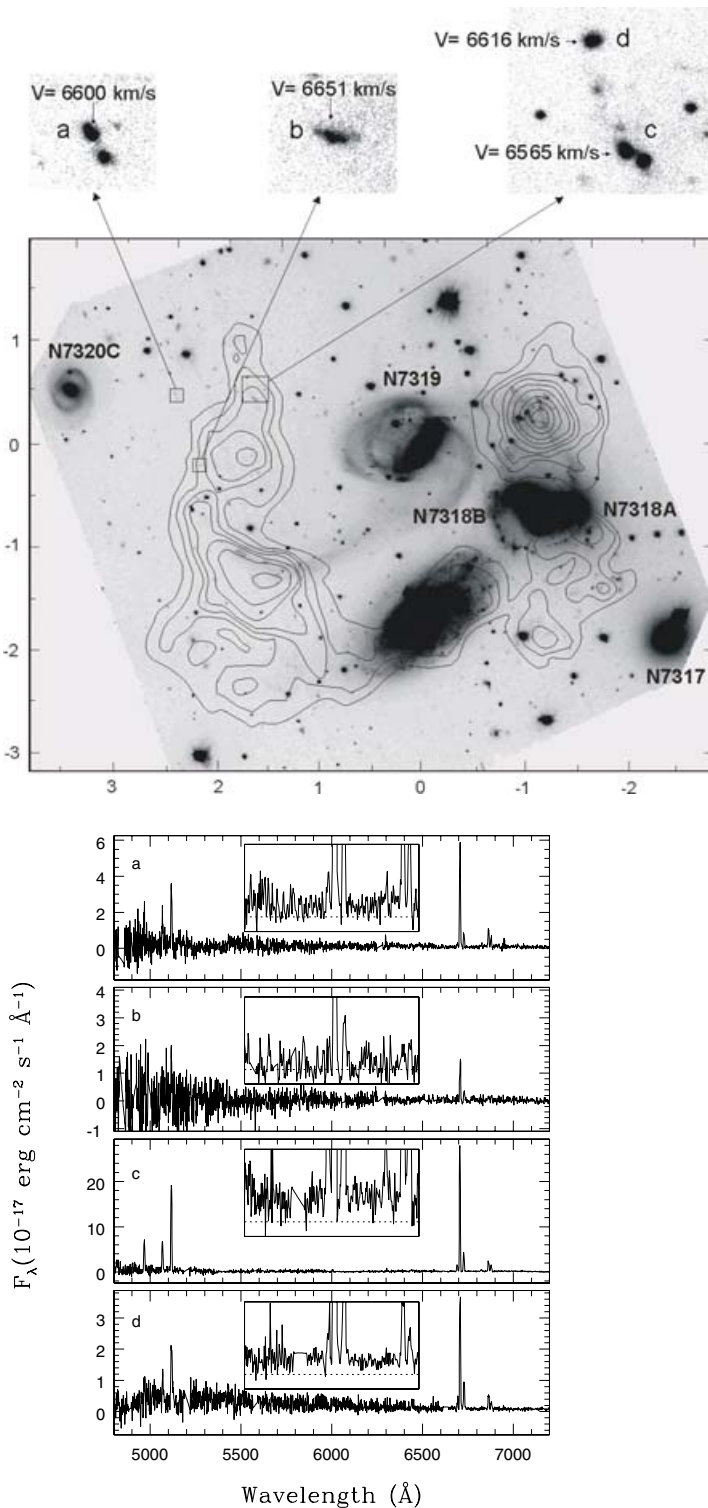 V= 6616 km/s d
V= 6600 km/s
a
V= 6651 km/s
b
c
V= 6565 km/s
1
0
-1
-2
-3
N7320C
N7319
N7318B
N7318A
N7317
3 2 1 0 -1 -2
a
6
4
2
0
b
4
3
2
1
0
-1
c
20
10
0
d
3
2
1
0
5000 5500 6000 6500 7000
Fλ(10⁻¹⁷ erg cm⁻² s⁻¹ Å⁻¹)
Wavelength (Å)